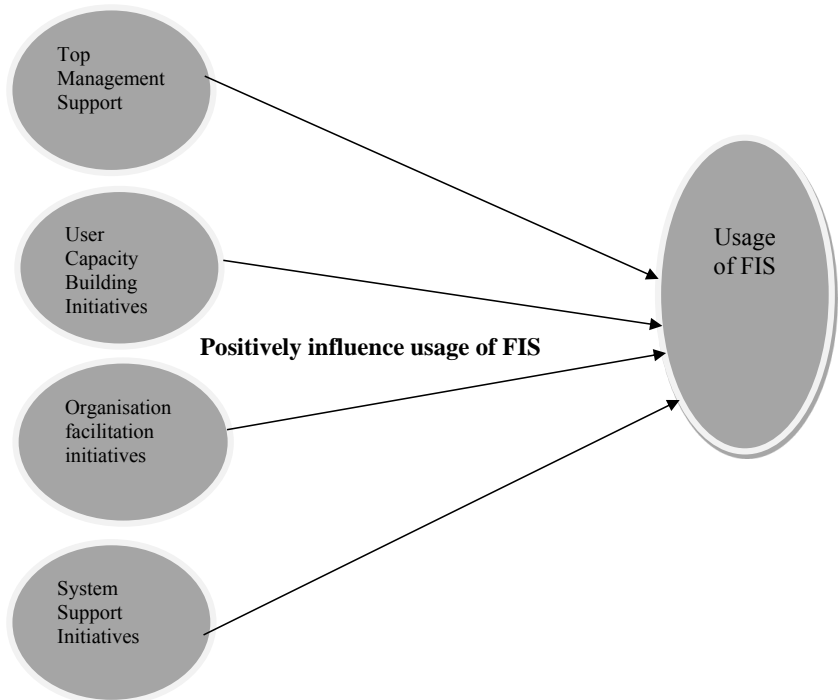 Top
Management
Support
User
Capacity
Building
Initiatives
Usage
of FIS
Positively influence usage of FIS
Organisation
facilitation
initiatives
System
Support
Initiatives